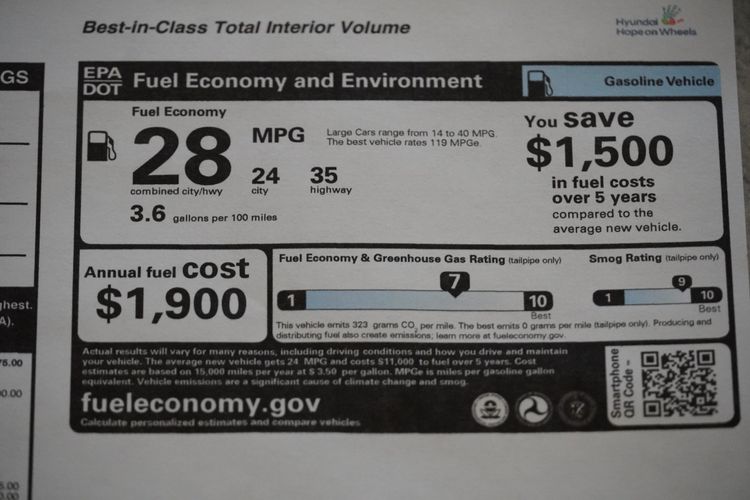 Best-in-Class Total Interior Volume
Hyundai
Hope on Wheels
GS
EPA
DOT
Fuel Economy and Environment
Gasoline Vehicle
Fuel Economy
28
MPG
combined city/hwy
24
city
35
highway
3.6 gallons per 100 miles
Large Cars range from 14 to 40 MPG.
The best vehicle rates 119 MPGe.
You save
$1,500
in fuel costs
over 5 years
compared to the
average new vehicle.
Annual fuel cost
$1,900
Fuel Economy & Greenhouse Gas Rating (tailpipe only)
7
1
10
Best
Smog Rating (tailpipe only)
9
1
10
Best
This vehicle emits 323 grams CO2 per mile. The best emits 0 grams per mile (tailpipe only). Producing and
distributing fuel also create emissions; learn more at fueleconomy.gov.
Actual results will vary for many reasons, including driving conditions and how you drive and maintain
your vehicle. The average new vehicle gets 24 MPG and costs $11,000 to fuel over 5 years. Cost
estimates are based on 15,000 miles per year at $3.50 per gallon. MPGe is miles per gasoline gallon
equivalent. Vehicle emissions are a significant cause of climate change and smog.
fueleconomy.gov
Calculate personalized estimates and compare vehicles
Smartphone
QR Code
ghest.
A).
75.00
00.00
5.00
0.00